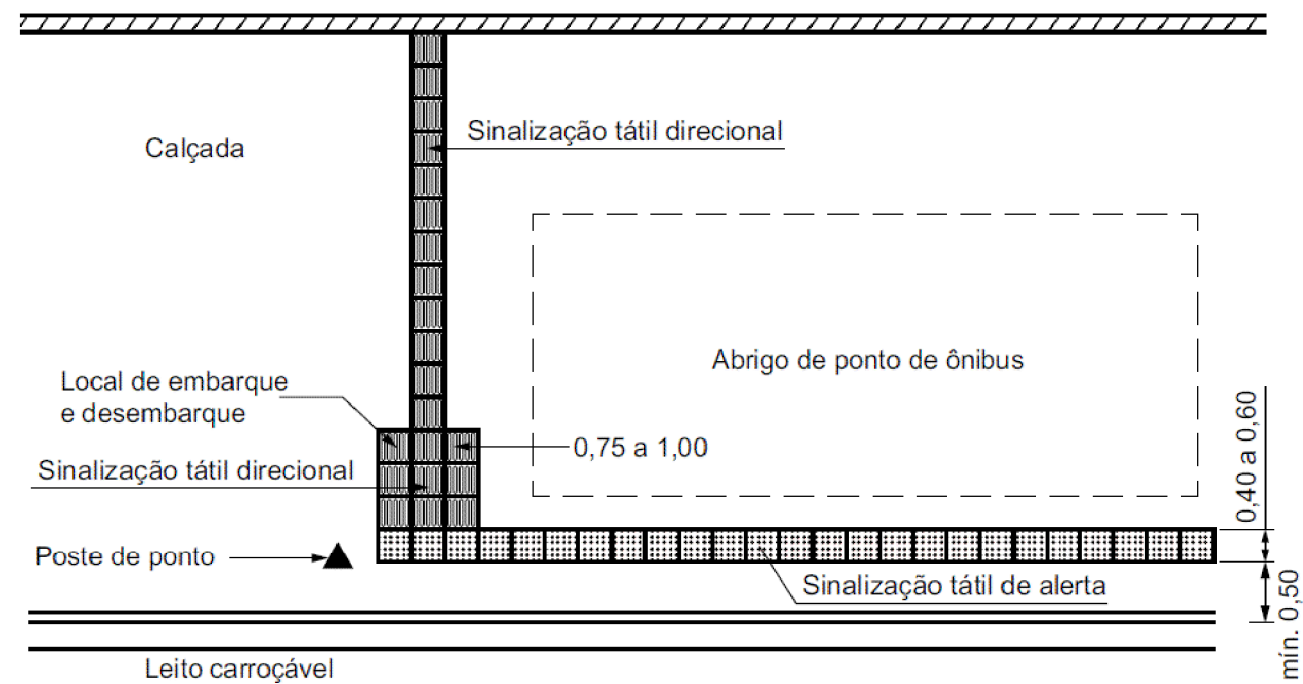 Sinalização tátil direcional
Calçada
Abrigo de ponto de ônibus
Local de embarque
e desembarque
0,75 a 1,00
Sinalização tátil direcional
0,40 a 0,60
Poste de ponto
Sinalização tátil de alerta
mín. 0,50
Leito carroçável